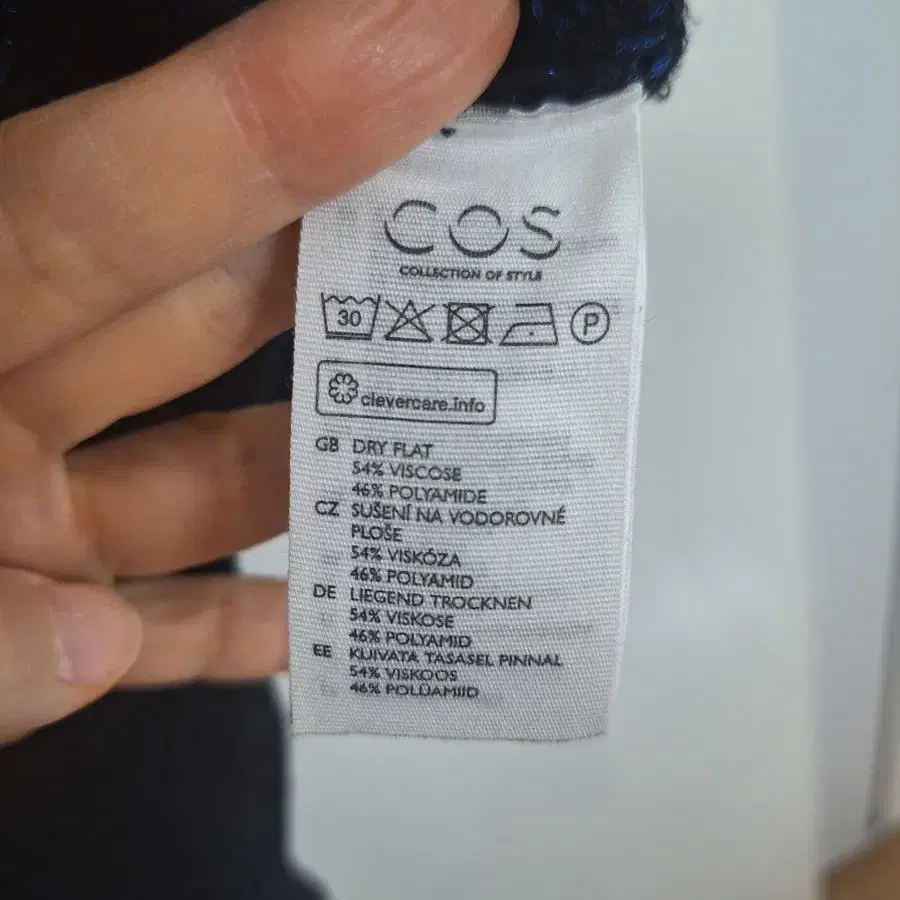 COS
COLLECTION OF STYLE
30 P
clevercare.info
GB DRY FLAT
54% VISCOSE
46% POLYAMIDE
CZ SUŠENÍ NA VODOROVNÉ
PLOŠE
54% VISKÓZA
46% POLYAMID
DE LIEGEND TROCKNEN
54% VISKOSE
46% POLYAMID
EE KUIVATA TASASEL PINNAL
54% VISKOOS
46% POLÜAMIID